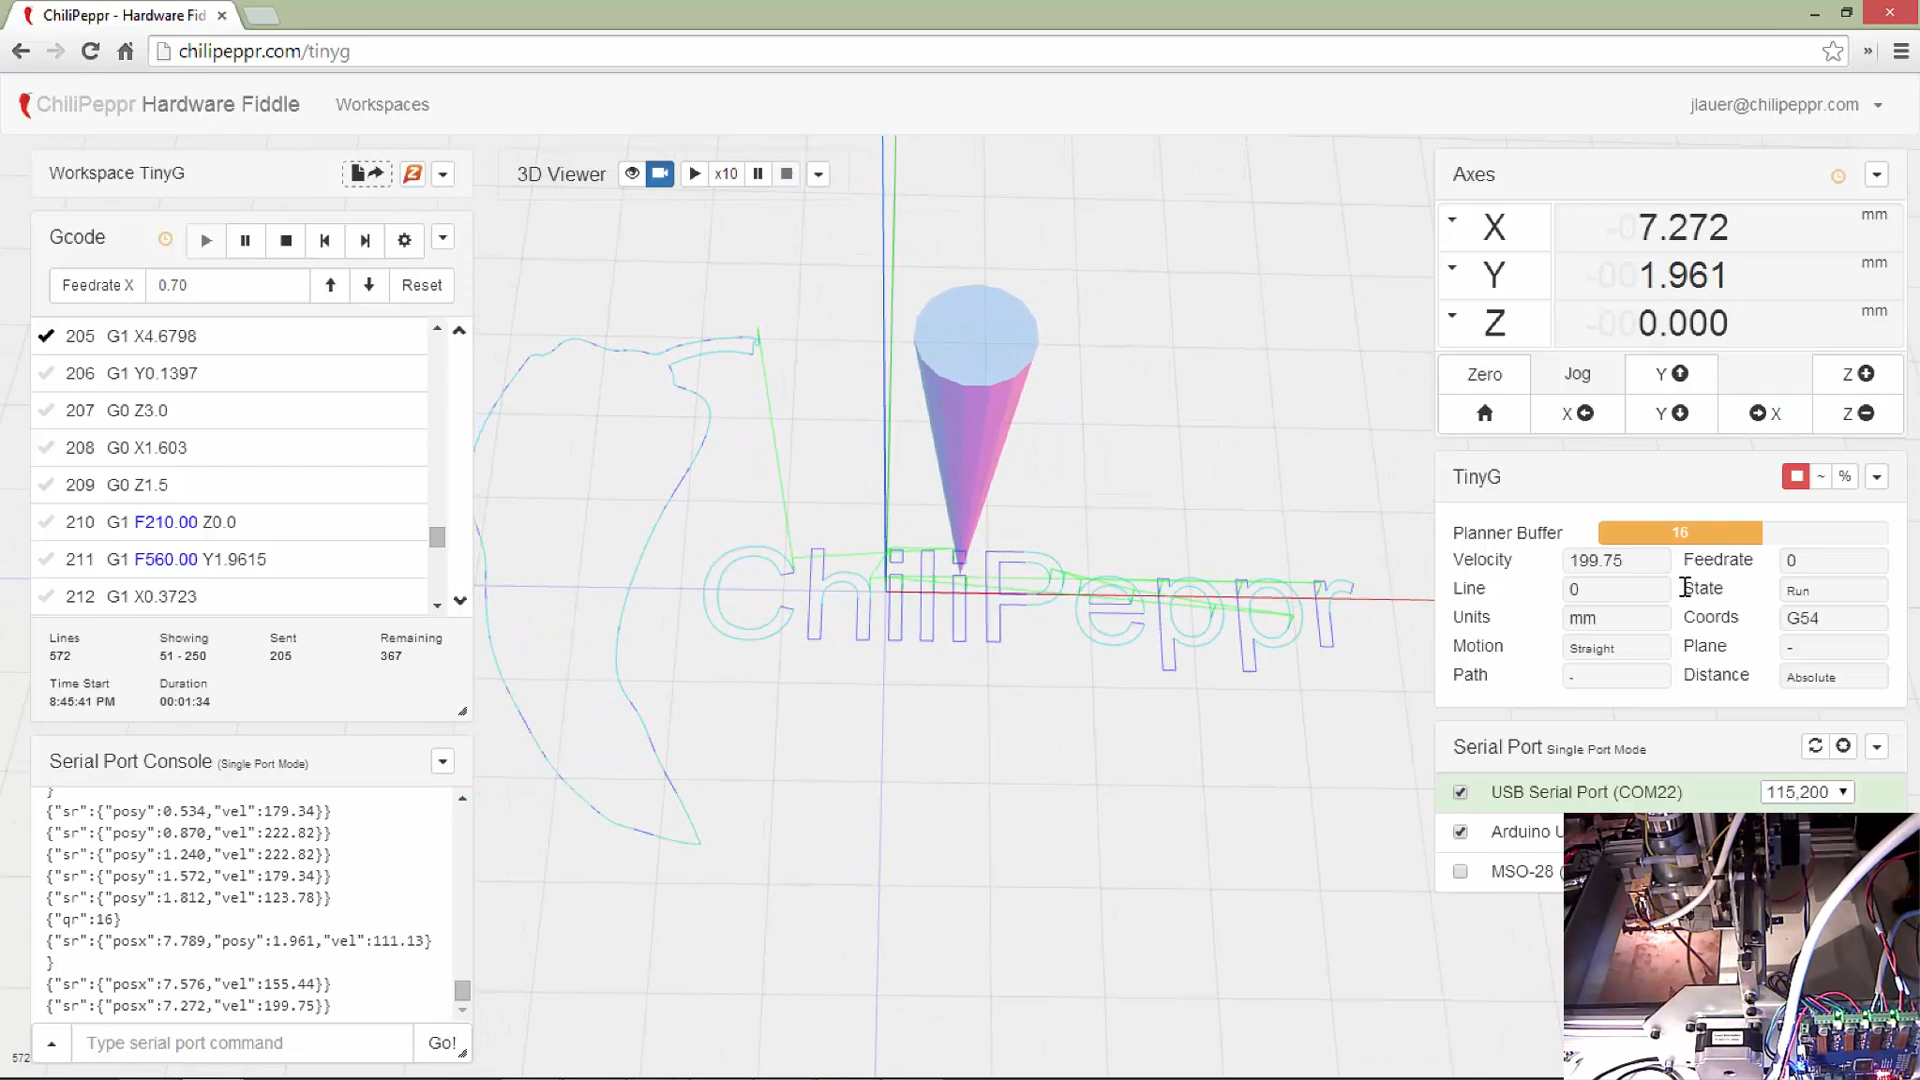 ChiliPeppr - Hardware Fid
chilipeppr.com/tinyg
ChiliPeppr Hardware Fiddle
Workspaces
jlauer@chilipeppr.com
Workspace TinyG
Gcode
Feedrate X
0.70
Reset
205 G1 X4.6798
206 G1 Y0.1397
207 G0 Z3.0
208 G0 X1.603
209 G0 Z1.5
210 G1 F210.00 Z0.0
211 G1 F560.00 Y1.9615
212 G1 X0.3723
Lines Showing Sent Remaining
572 51 - 250 205 367
Time Start Duration
8:45:41 PM 00:01:34
Serial Port Console (Single Port Mode)
}
{"sr":{"posy":0.534,"vel":179.34}}
{"sr":{"posy":0.870,"vel":222.82}}
{"sr":{"posy":1.240,"vel":222.82}}
{"sr":{"posy":1.572,"vel":179.34}}
{"sr":{"posy":1.812,"vel":123.78}}
{"qr":16}
{"sr":{"posx":7.789,"posy":1.961,"vel":111.13}
}
{"sr":{"posx":7.576,"vel":155.44}}
{"sr":{"posx":7.272,"vel":199.75}}
Type serial port command
Go!
572
3D Viewer
x10
ChiliPeppr
Axes
X -07.272 mm
Y -001.961 mm
Z -000.000 mm
Zero Jog Y Z
X Y X Z
TinyG
~ %
Planner Buffer 16
Velocity 199.75 Feedrate 0
Line 0 State Run
Units mm Coords G54
Motion Straight Plane -
Path - Distance Absolute
Serial Port Single Port Mode
USB Serial Port (COM22) 115,200
Arduino U
MSO-28 (